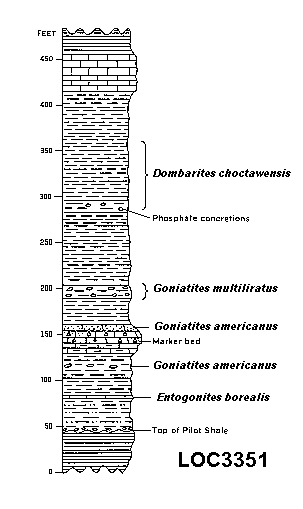 FEET
450
400
350
Dombarites choctawensis
300
Phosphate concretions
250
200
Goniatites multiliratus
Goniatites americanus
150
Marker bed
Goniatites americanus
100
Entogonites borealis
50
Top of Pilot Shale
LOC3351
0